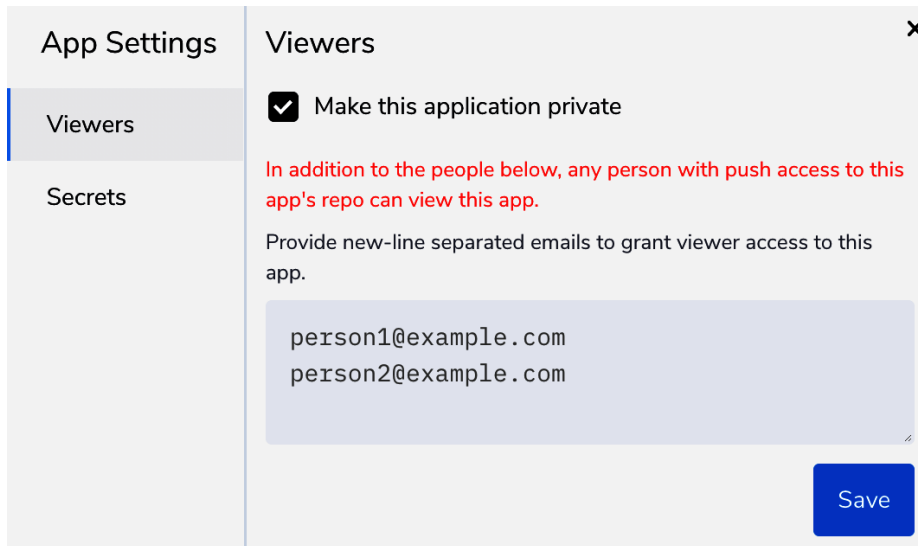 App Settings
Viewers
Secrets
Viewers
Make this application private
In addition to the people below, any person with push access to this
app's repo can view this app.
Provide new-line separated emails to grant viewer access to this
app.
person1@example.com
person2@example.com
Save